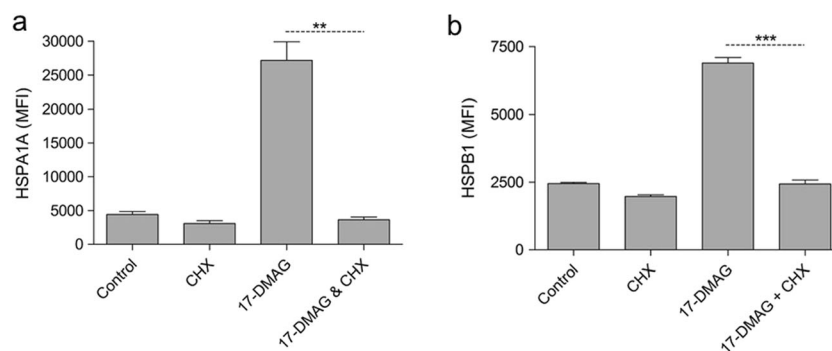 a
HSPA1A (MFI)
30000
25000
20000
15000
10000
5000
0
**
Control
CHX
17-DMAG
17-DMAG & CHX
b
HSPB1 (MFI)
7500
5000
2500
0
***
Control
CHX
17-DMAG
17-DMAG + CHX